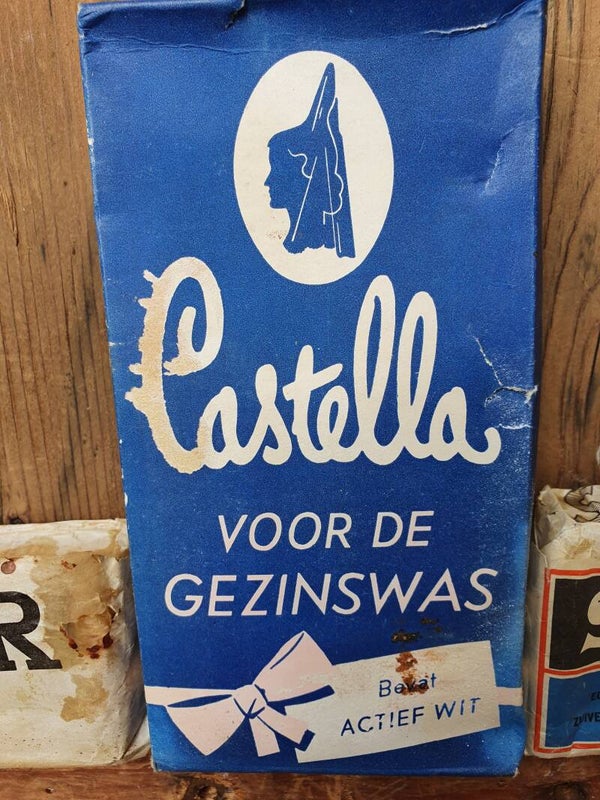 Castella
VOOR DE
GEZINSWAS
Bevat
ACTIEF WIT
R